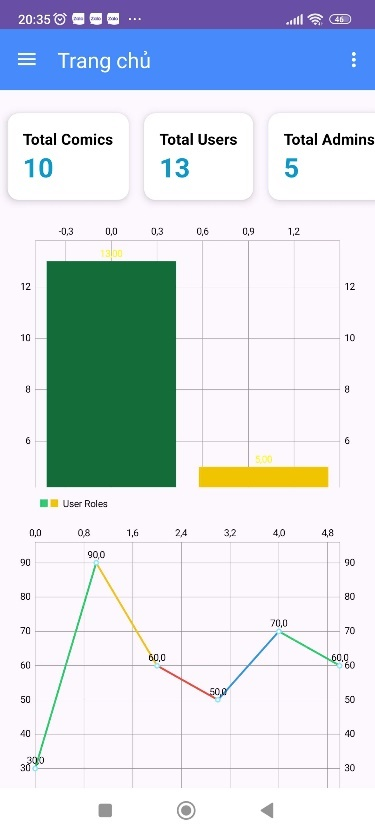 20:35 Zalo Zalo Zalo ... 46
Trang chủ
Total Comics Total Users Total Admins
10 13 5
-0,3 0,0 0,3 0,6 0,9 1,2
13,00
12 12
10 10
8 8
6 6
5,00
User Roles
0,0 0,8 1,6 2,4 3,2 4,0 4,8
90,0
90 90
80 80
70 70,0 70
60 60,0 60,0 60
50 50,0 50
40 40
30,0
30 30